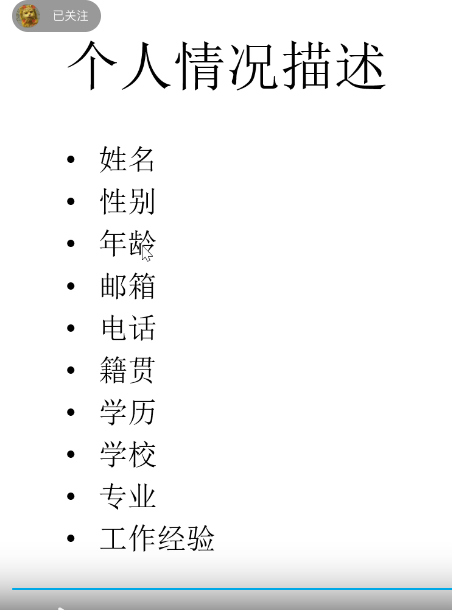 已关注
个人情况描述
• 姓名
• 性别
• 年龄
• 邮箱
• 电话
• 籍贯
• 学历
• 学校
• 专业
• 工作经验